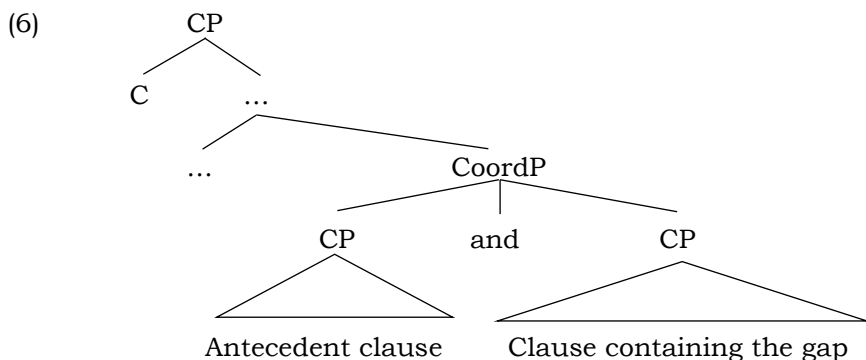 (6) CP
C ...
... CoordP
CP and CP
Antecedent clause Clause containing the gap